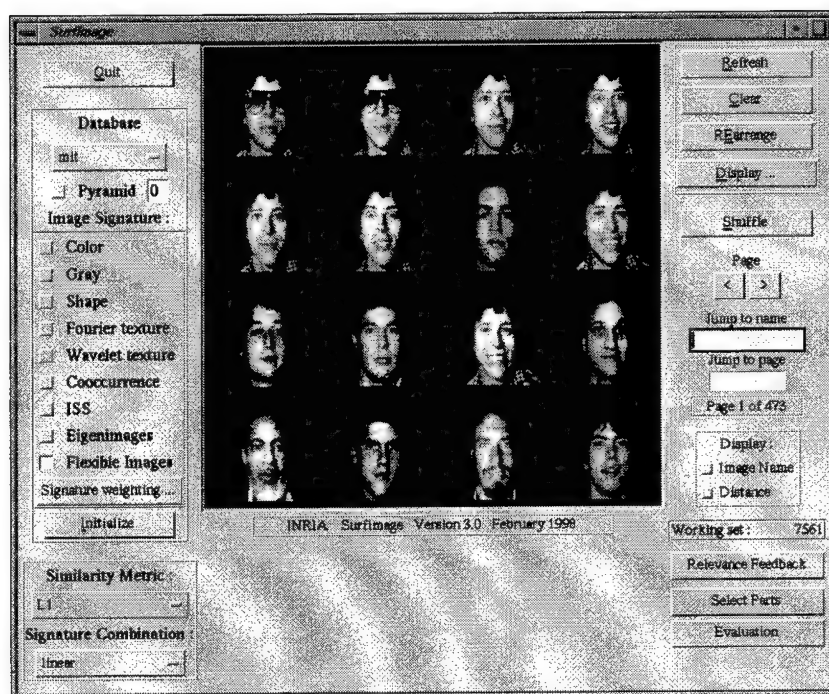 Surfimage
Quit
Database
mit
Pyramid 0
Image Signature :
Color
Gray
Shape
Fourier texture
Wavelet texture
Cooccurrence
ISS
Eigenimages
Flexible Images
Signature weighting ...
Initialize
Similarity Metric :
L1
Signature Combination :
linear
INRIA Surfimage Version 3.0 February 1998
Refresh
Clear
REarrange
Display ...
Shuffle
Page
< >
Jump to name
Jump to page
Page 1 of 473
Display :
Image Name
Distance
Working set : 7561
Relevance Feedback
Select Parts
Evaluation